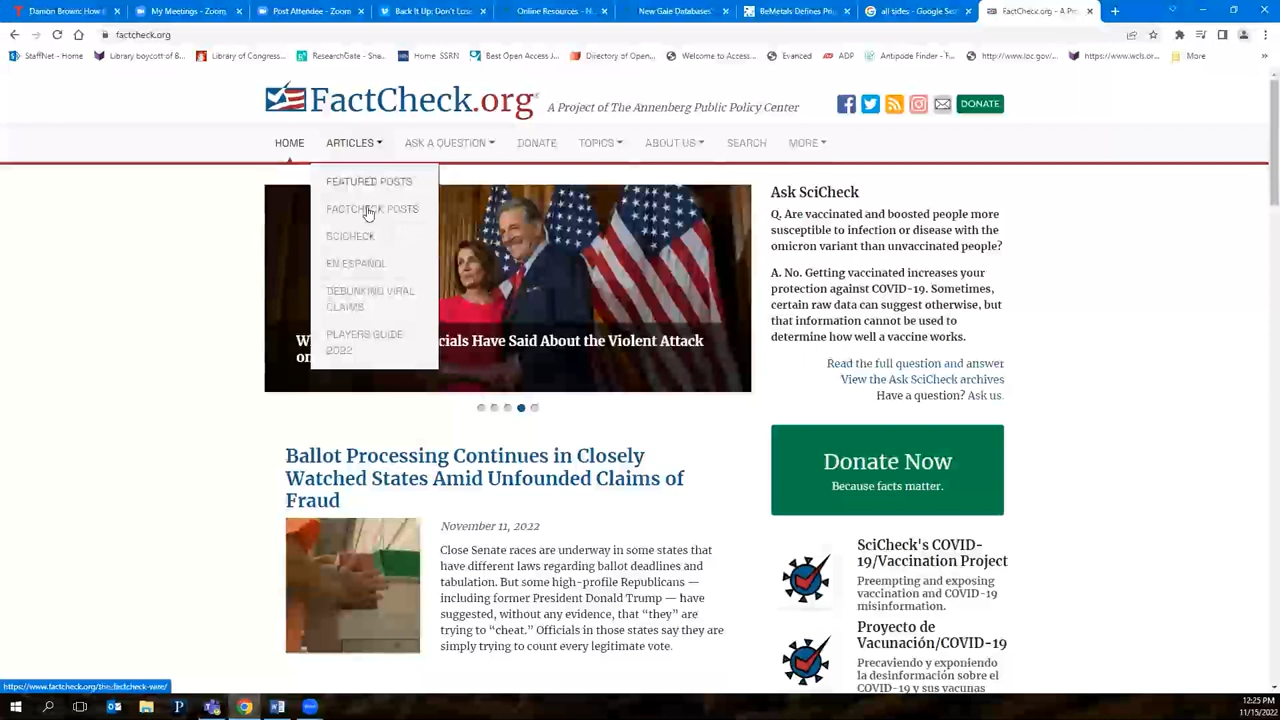 Damon Brown: H
My Meetings - Zoom
Post Attendee - Zoom
Back It Up: Don't Lose
Online Resources - N
New Gale Databases
BeMetals Defines Pri
all tides - Google Sea
FactCheck.org - A P
factcheck.org
StaffNet - Home
Library boycott of B...
Library of Congress...
ResearchGate - Sea...
Home :: SSRN
Best Open Access J...
Directory of Open...
Welcome to Access...
Evanced
ADP
Antipode Finder - T...
http://www.loc.gov/...
https://www.wcls.or...
More
FactCheck.org A Project of The Annenberg Public Policy Center DONATE
HOME ARTICLES ASK A QUESTION DONATE TOPICS ABOUT US SEARCH MORE
FEATURED POSTS
FACTCHECK POSTS
SCICHECK
EN ESPAÑOL
DEBUNKING VIRAL
CLAIMS
PLAYERS GUIDE
2022
cials Have Said About the Violent Attack
Ask SciCheck
Q. Are vaccinated and boosted people more
susceptible to infection or disease with the
omicron variant than unvaccinated people?
A. No. Getting vaccinated increases your
protection against COVID-19. Sometimes,
certain raw data can suggest otherwise, but
that information cannot be used to
determine how well a vaccine works.
Read the full question and answer
View the Ask SciCheck archives
Have a question? Ask us.
Donate Now
Because facts matter.
Ballot Processing Continues in Closely
Watched States Amid Unfounded Claims of
Fraud
November 11, 2022
Close Senate races are underway in some states that
have different laws regarding ballot deadlines and
tabulation. But some high-profile Republicans —
including former President Donald Trump — have
suggested, without any evidence, that “they” are
trying to “cheat.” Officials in those states say they are
simply trying to count every legitimate vote.
SciCheck's COVID-
19/Vaccination Project
Preempting and exposing
vaccination and COVID-19
misinformation.
Proyecto de
Vacunación/COVID-19
Precaviendo y exponiendo
la desinformación sobre el
COVID-19 y sus vacunas
https://www.factcheck.org/the-factcheck-wire/
12:25 PM
11/15/2022